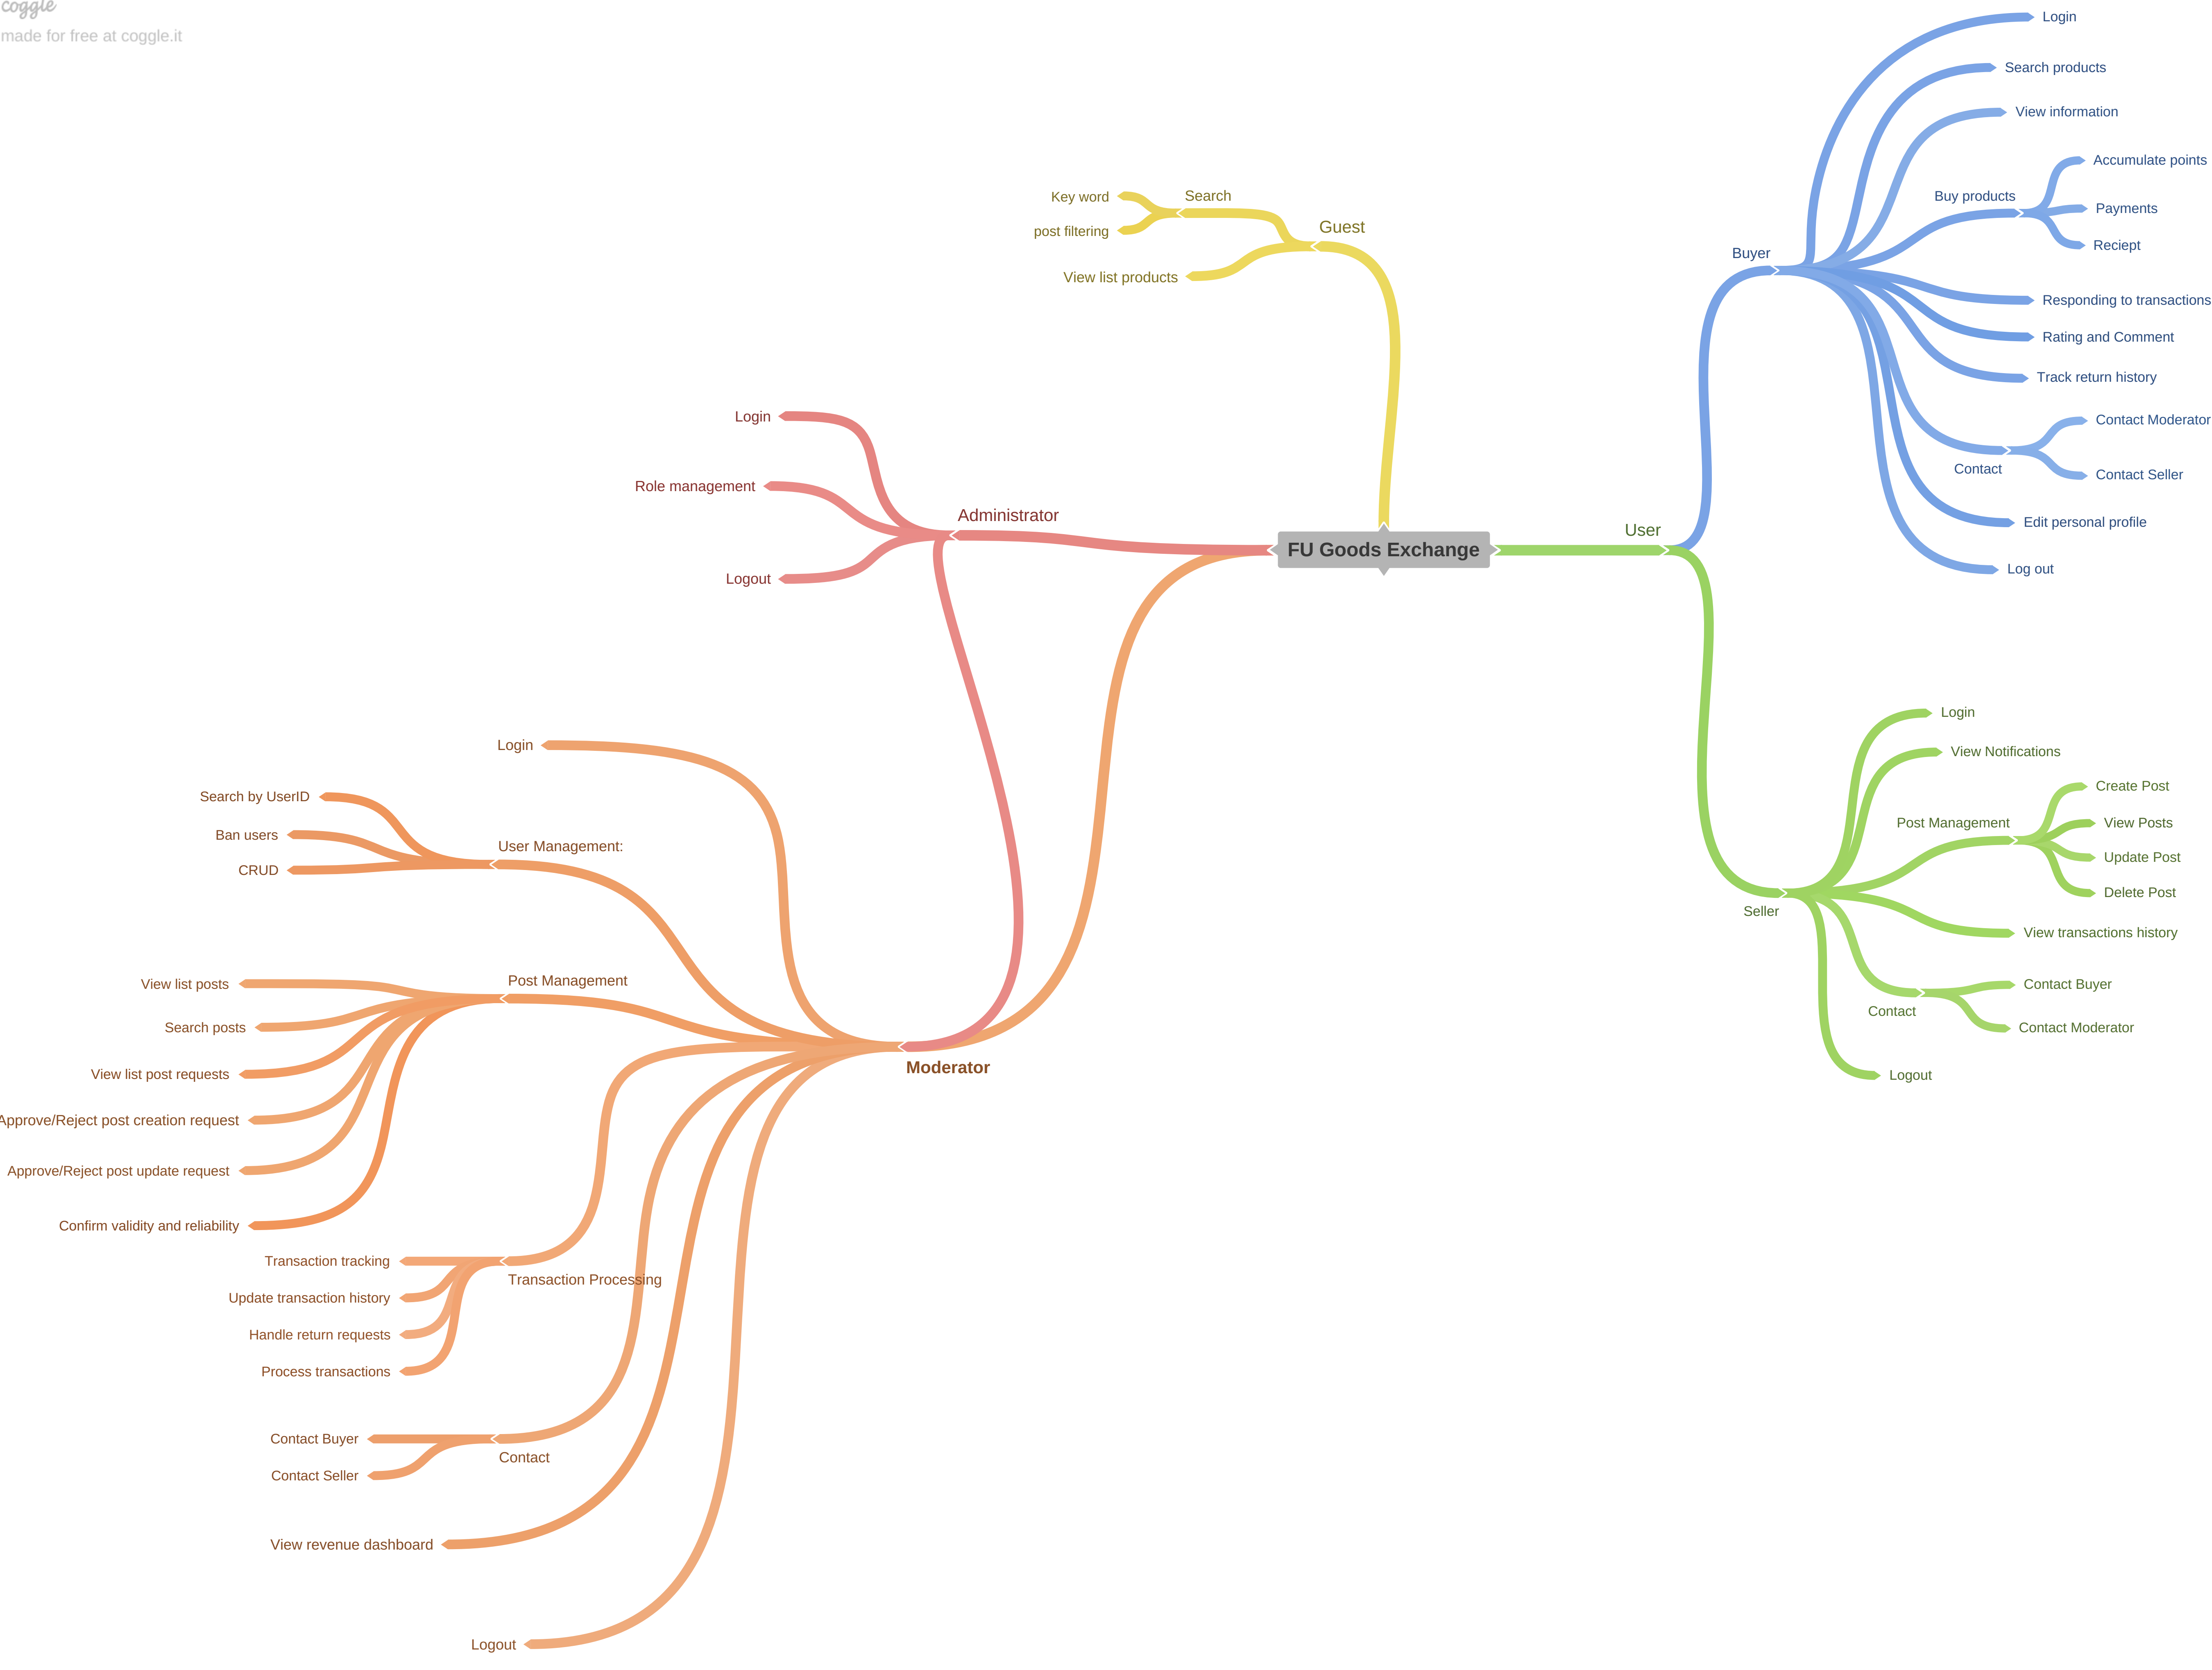 coggle
made for free at coggle.it
FU Goods Exchange
Guest
Search
Key word
post filtering
View list products
Administrator
Login
Role management
Logout
Moderator
Login
User Management:
Search by UserID
Ban users
CRUD
Post Management
View list posts
Search posts
View list post requests
Approve/Reject post creation request
Approve/Reject post update request
Confirm validity and reliability
Transaction Processing
Transaction tracking
Update transaction history
Handle return requests
Process transactions
Contact
Contact Buyer
Contact Seller
View revenue dashboard
Logout
User
Buyer
Login
Search products
View information
Buy products
Accumulate points
Payments
Reciept
Responding to transactions
Rating and Comment
Track return history
Contact
Contact Moderator
Contact Seller
Edit personal profile
Log out
Seller
Login
View Notifications
Post Management
Create Post
View Posts
Update Post
Delete Post
View transactions history
Contact
Contact Buyer
Contact Moderator
Logout